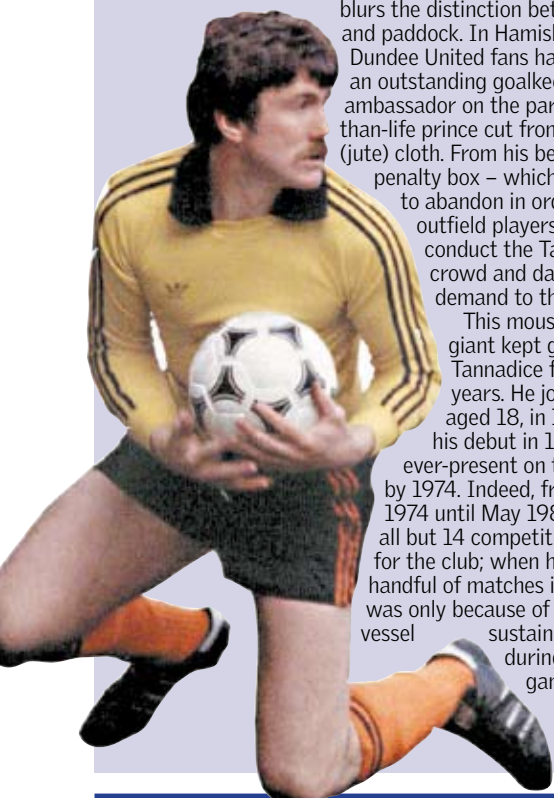 blurs the distinction bet
and paddock. In Hamish
Dundee United fans ha
an outstanding goalkee
ambassador on the par
than-life prince cut from
(jute) cloth. From his be
penalty box – which
to abandon in ord
outfield players
conduct the Ta
crowd and da
demand to th
This mous
giant kept g
Tannadice f
years. He jo
aged 18, in 1
his debut in 1
ever-present on t
by 1974. Indeed, fr
1974 until May 198
all but 14 competit
for the club; when h
handful of matches i
was only because of
vessel sustain
durin
gar